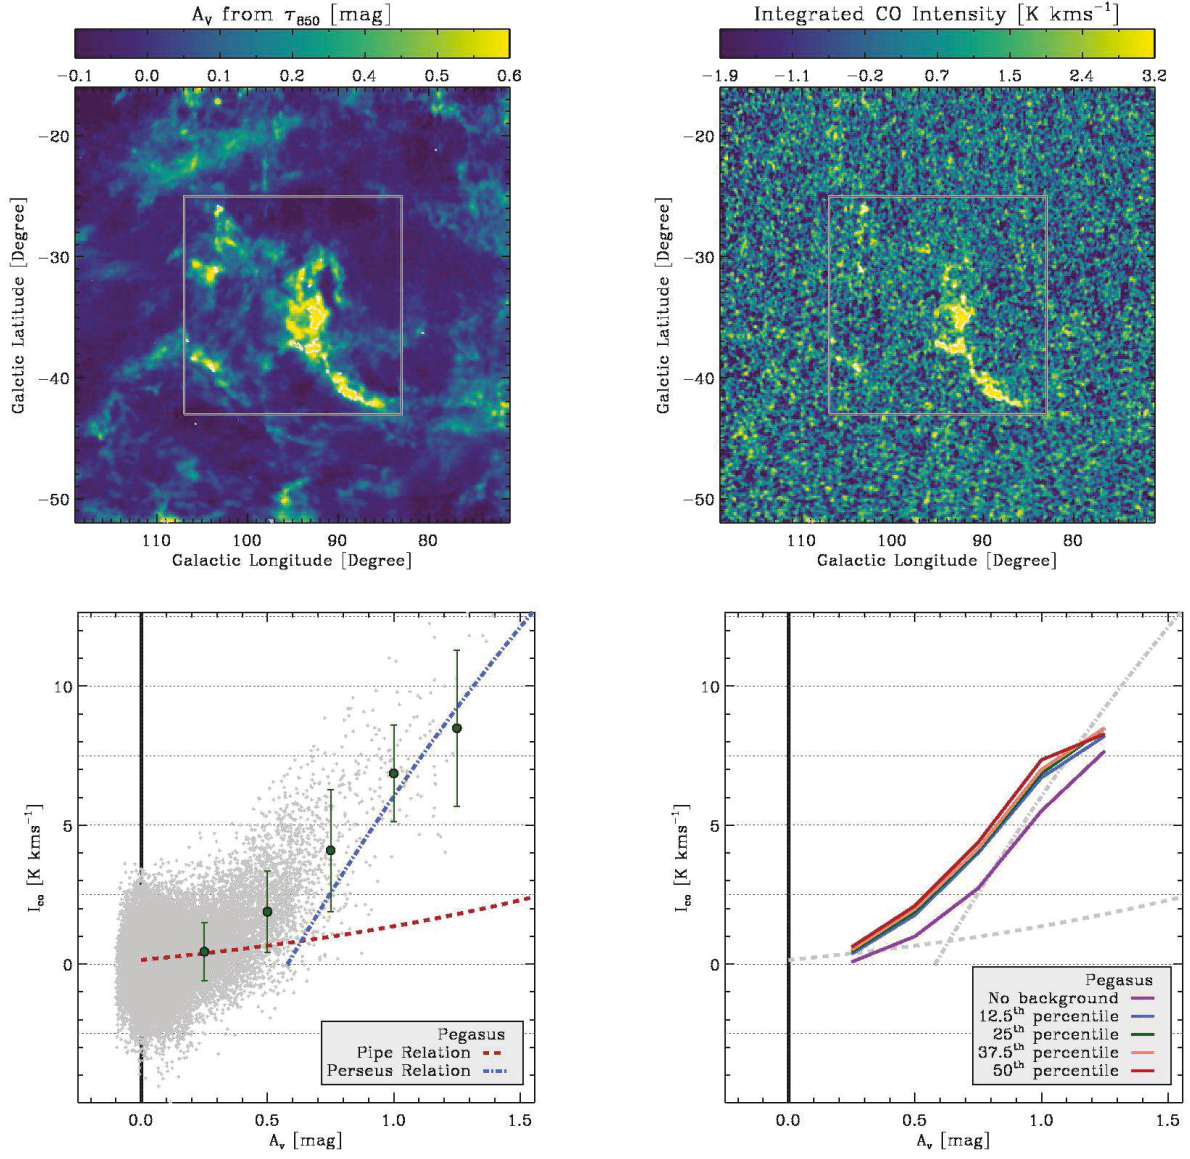 A_V from τ_850 [mag]
−0.1 0.0 0.1 0.2 0.4 0.5 0.6
Galactic Latitude [Degree]
−20
−30
−40
−50
110 100 90 80
Galactic Longitude [Degree]
Integrated CO Intensity [K kms^−1]
−1.9 −1.1 −0.2 0.7 1.5 2.4 3.2
Galactic Latitude [Degree]
−20
−30
−40
−50
110 100 90 80
Galactic Longitude [Degree]
I_co [K kms^−1]
10
5
0
Pegasus
Pipe Relation
Perseus Relation
0.0 0.5 1.0 1.5
A_v [mag]
I_co [K kms^−1]
10
5
0
Pegasus
No background
12.5^th percentile
25^th percentile
37.5^th percentile
50^th percentile
0.0 0.5 1.0 1.5
A_v [mag]